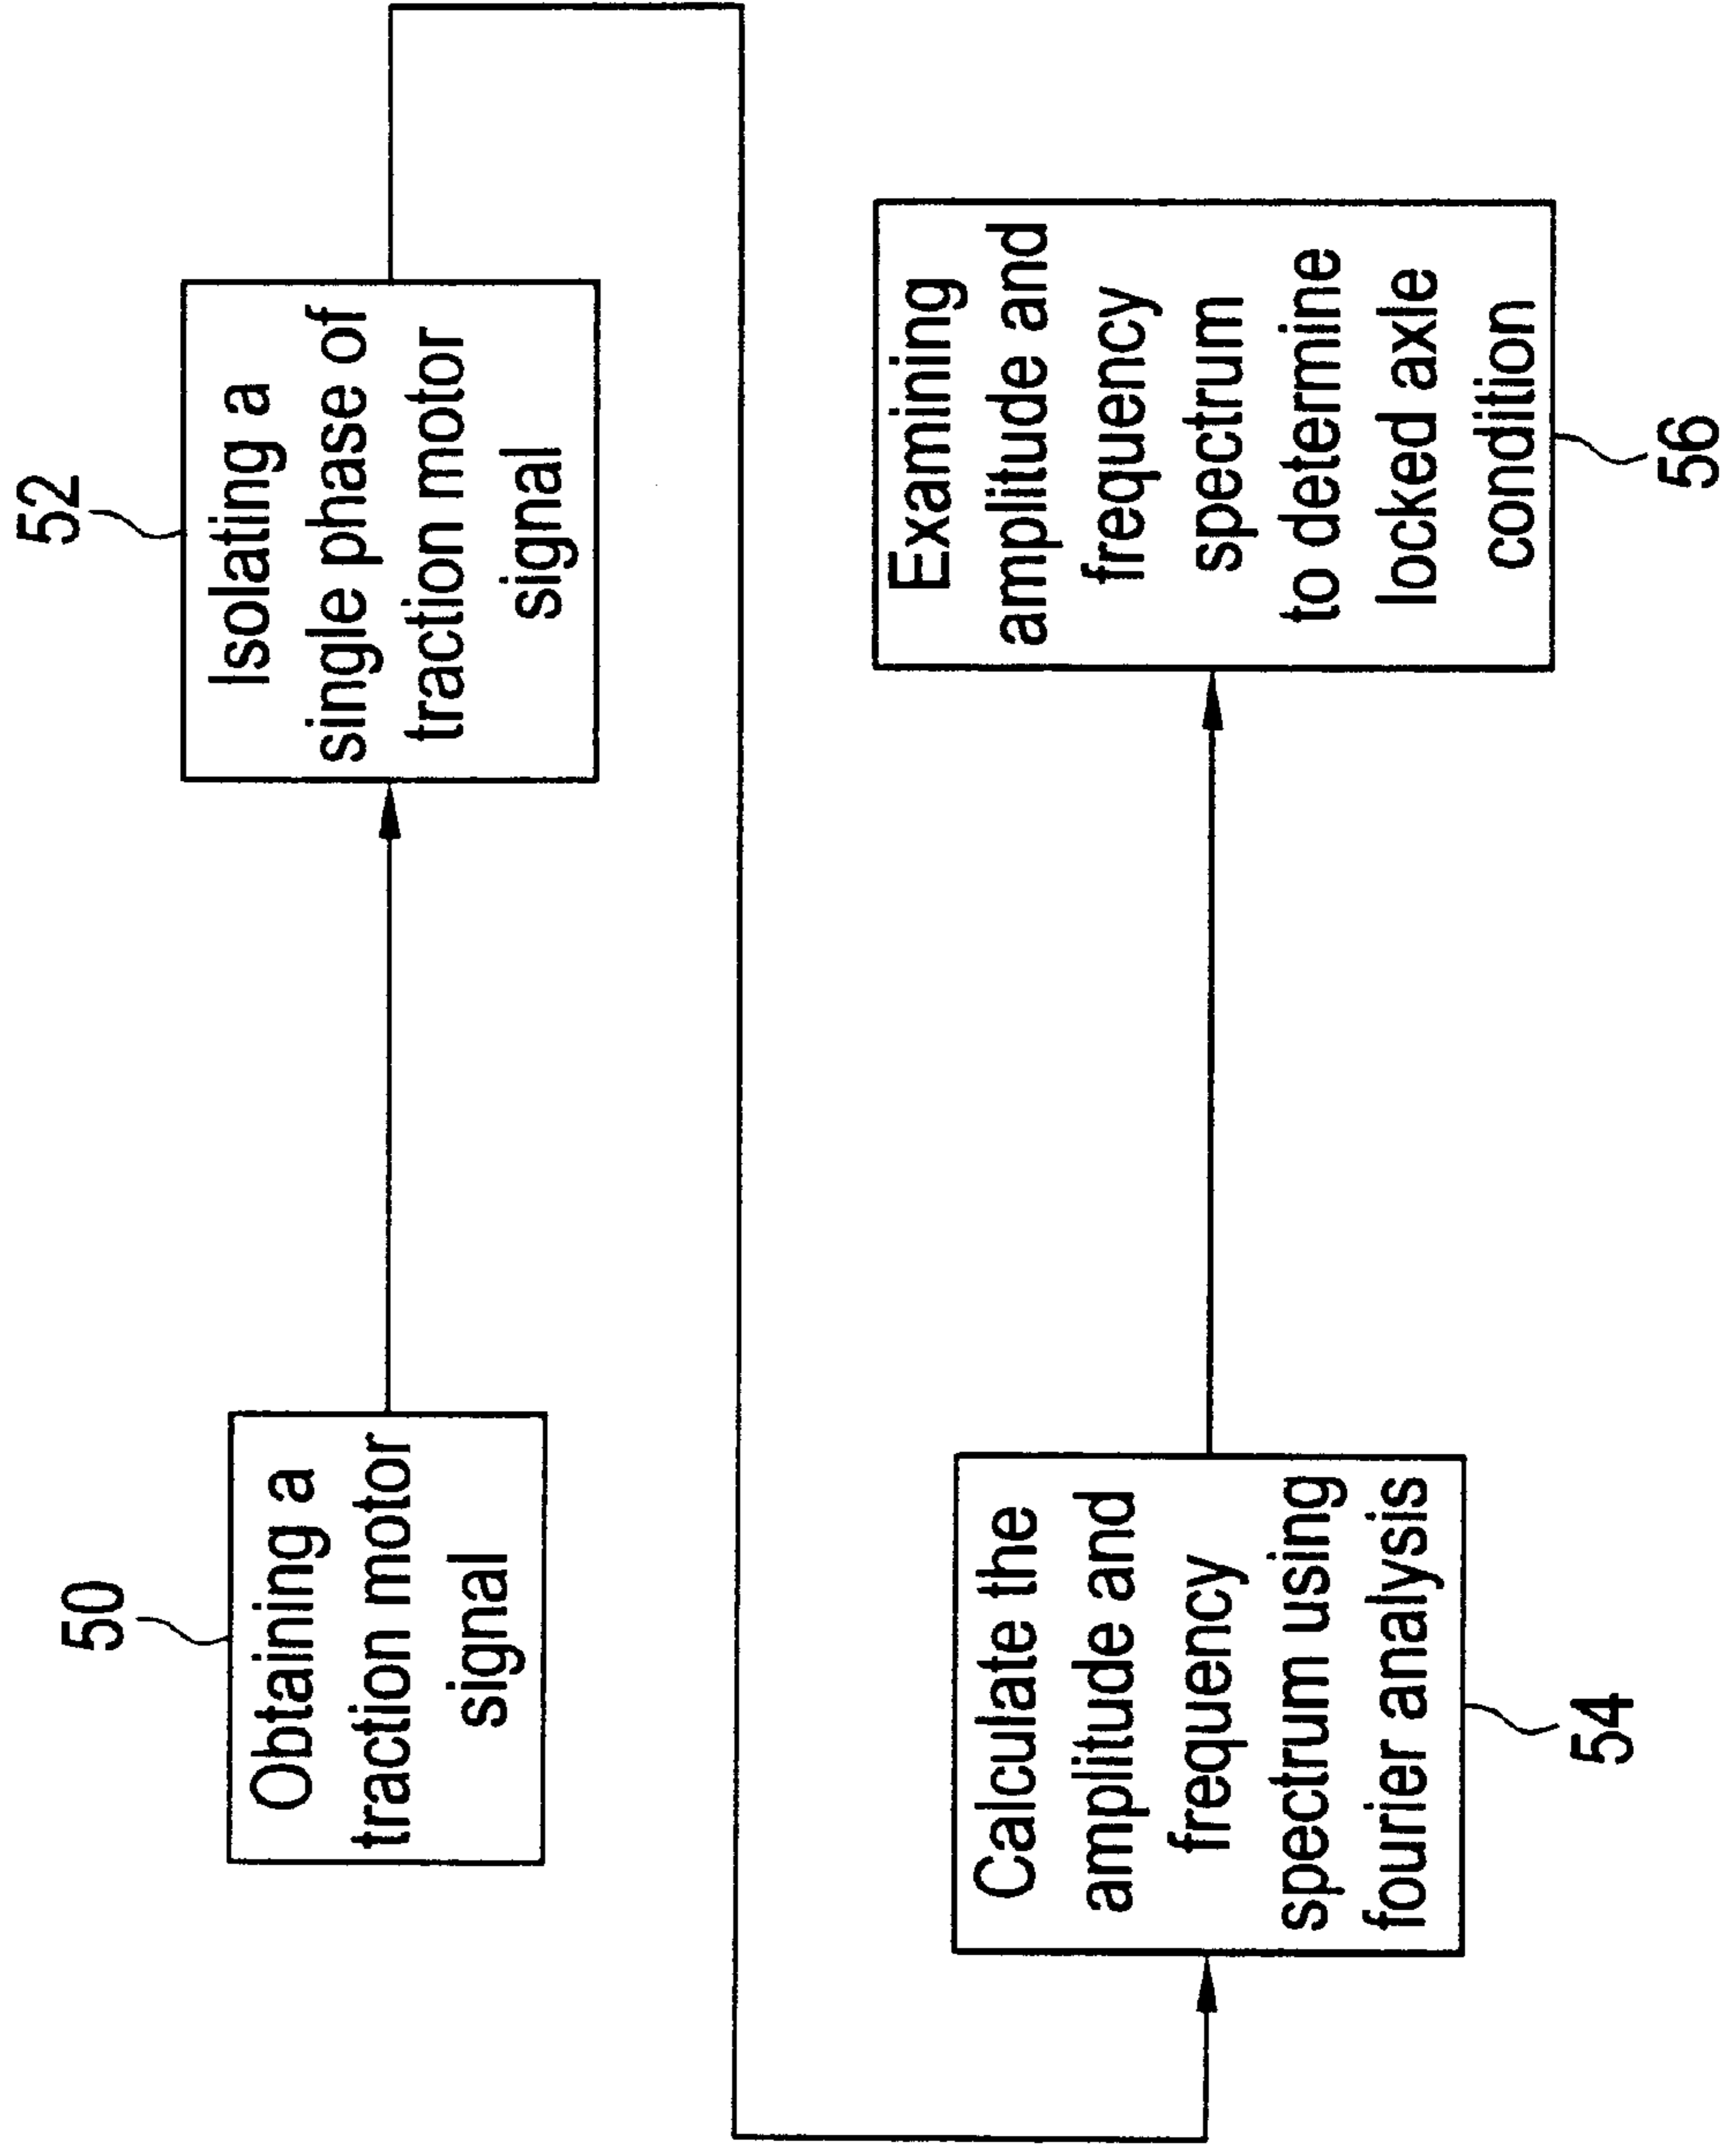 50
Obtaining a
traction motor
signal
52
Isolating a
single phase of
traction motor
signal
Calculate the
amplitude and
frequency
spectrum using
fourier analysis
54
Examining
amplitude and
frequency
spectrum
to determine
locked axle
condition
56